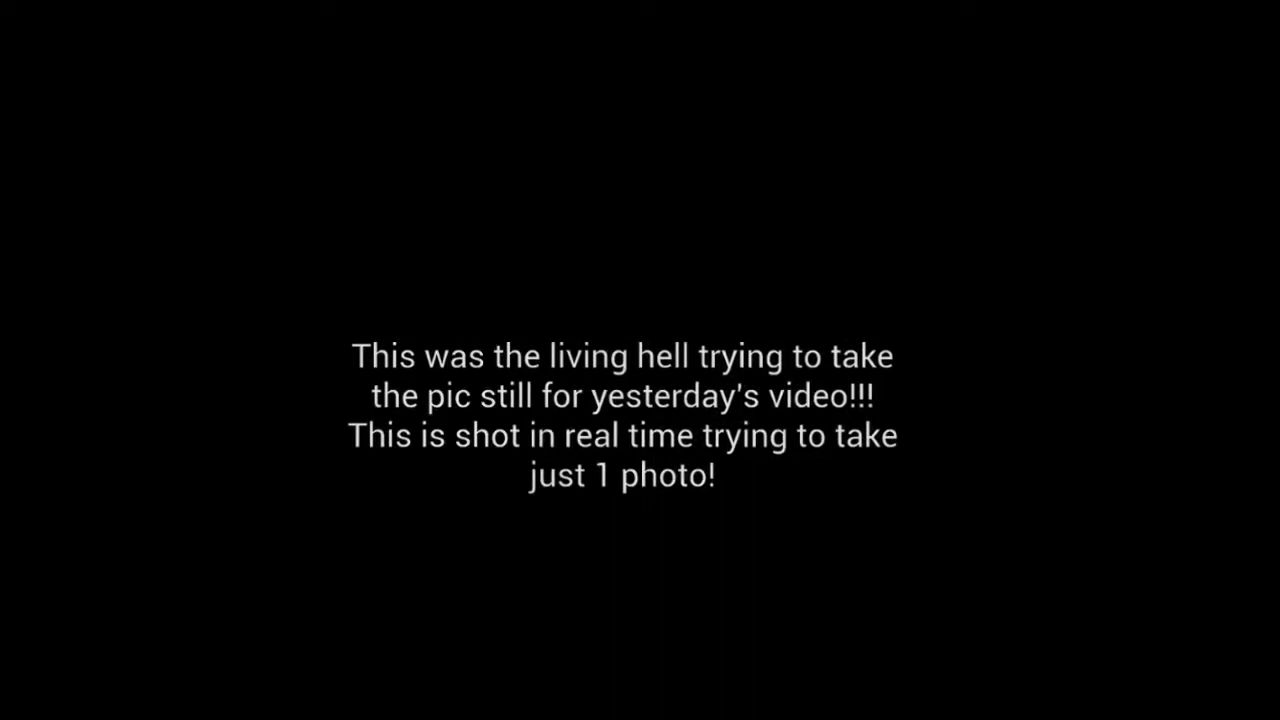 This was the living hell trying to take
the pic still for yesterday's video!!!
This is shot in real time trying to take
just 1 photo!